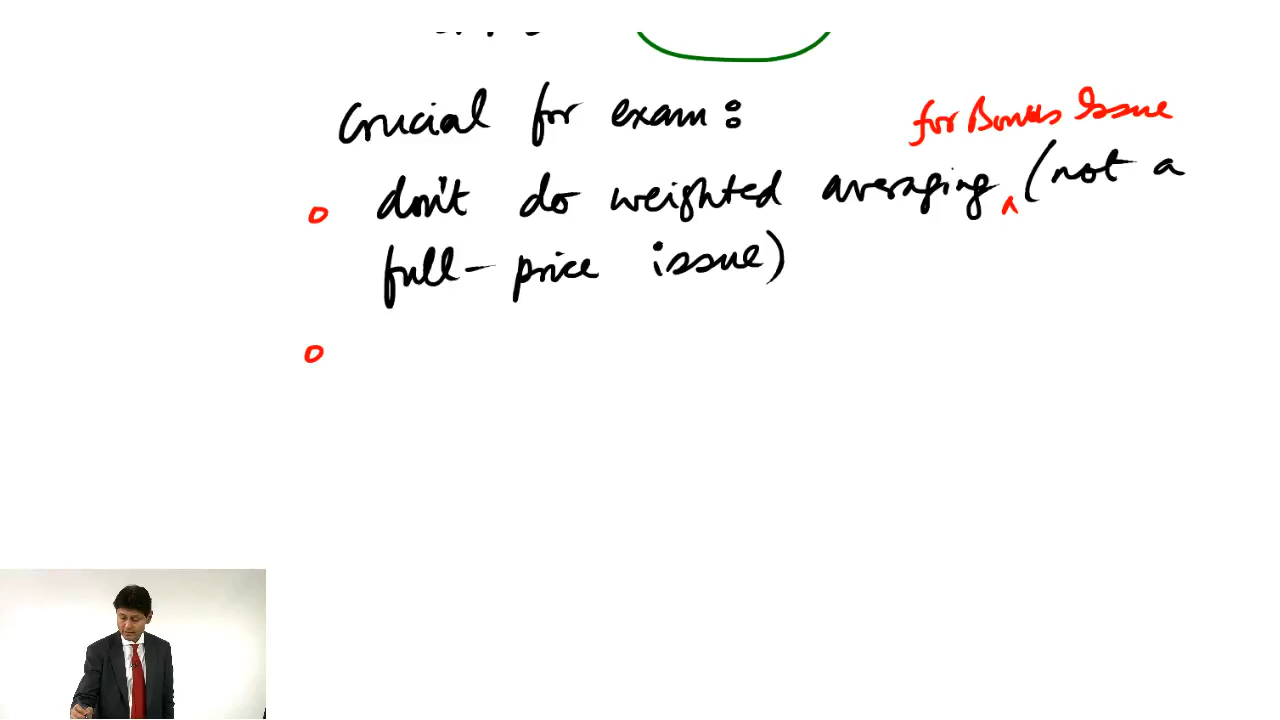 Crucial for exam:
for Bonus Issue
don't do weighted averaging ^ (not a
full-price issue)